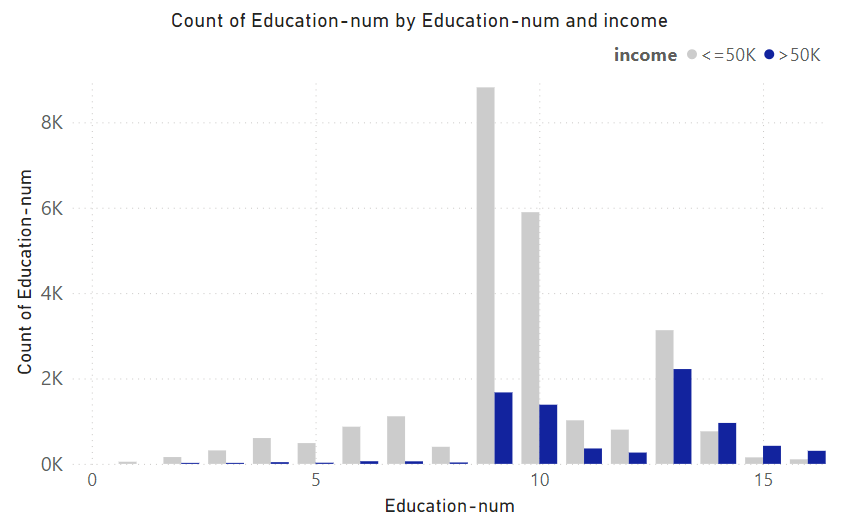 Count of Education-num by Education-num and income
income <=50K >50K
Count of Education-num
8K
6K
4K
2K
0K
0 5 10 15
Education-num